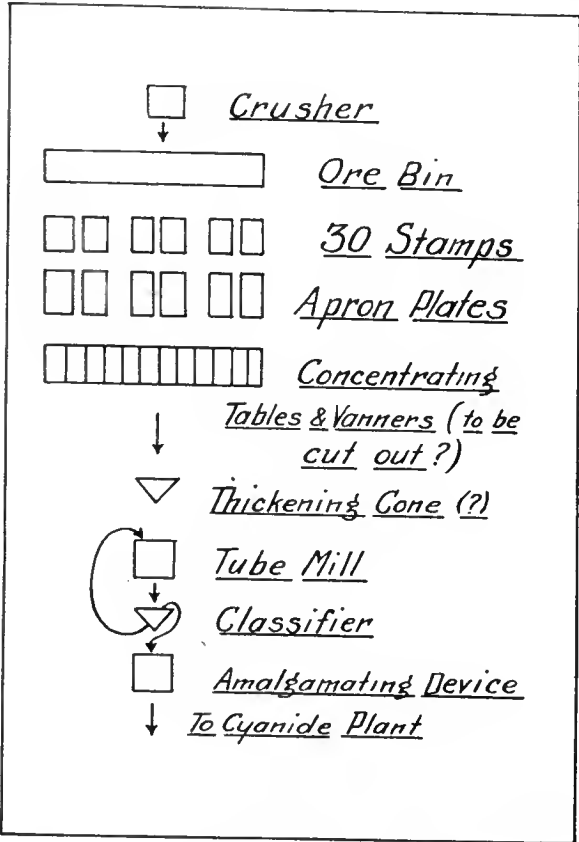 Crusher
Ore Bin
30 Stamps
Apron Plates
Concentrating
Tables & Vanners (to be
cut out?)
Thickening Cone (?)
Tube Mill
Classifier
Amalgamating Device
To Cyanide Plant